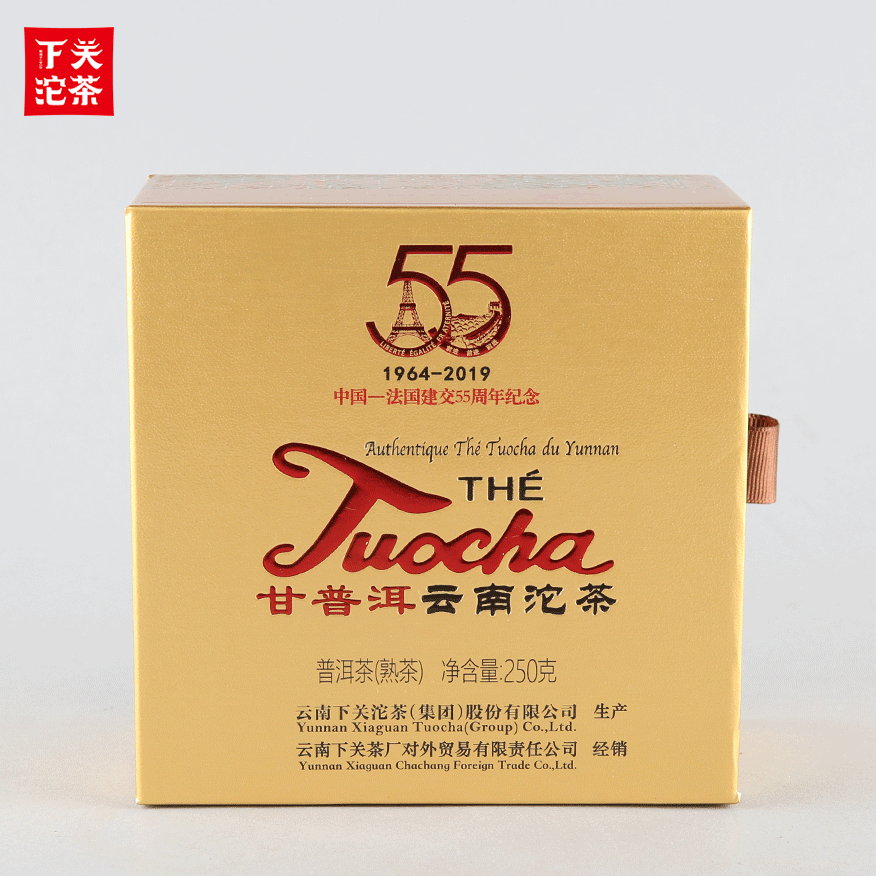 下关
沱茶
55
LIBERTÉ ÉGALITÉ FRATERNITÉ
1964-2019
中国—法国建交55周年纪念
Authentique Thé Tuocha du Yunnan
THÉ
Tuocha
甘普洱云南沱茶
普洱茶(熟茶) 净含量:250克
云南下关沱茶(集团)股份有限公司 生产
Yunnan Xiaguan Tuocha(Group) Co.,Ltd.
云南下关茶厂对外贸易有限责任公司 经销
Yunnan Xiaguan Chachang Foreign Trade Co.,Ltd.